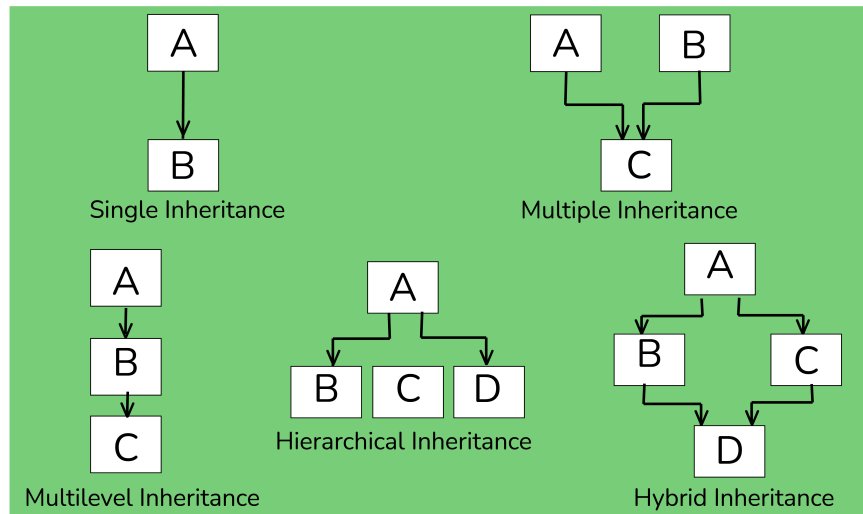 A
B
Single Inheritance
A B
C
Multiple Inheritance
A
B
C
Multilevel Inheritance
A
B C D
Hierarchical Inheritance
A
B C
D
Hybrid Inheritance